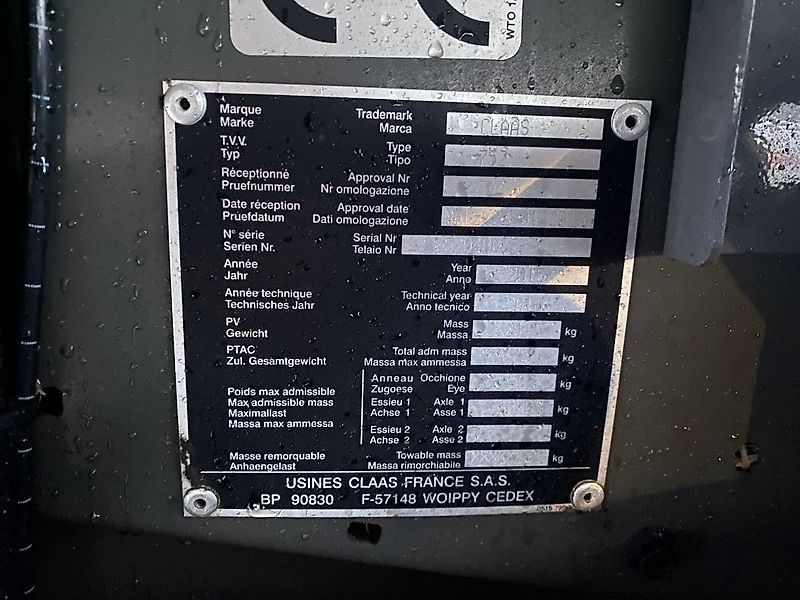 WTO 1
Marque Trademark CLAAS
Marke Marca
T.V.V. Type
Typ Tipo
Réceptionné Approval Nr
Pruefnummer Nr omologazione
Date réception Approval date
Prüefdatum Dati omologazione
N° série Serial Nr
Serien Nr. Telaio Nr
Année Year
Jahr Anno
Année technique Technical year
Technisches Jahr Anno tecnico
PV Mass
Gewicht Massa kg
PTAC Total adm mass
Zul. Gesamtgewicht Massa max ammessa kg
Poids max admissible
Max admissible mass
Maximallast
Massa max ammessa
Anneau Occhione
Zugoese Eye kg
Essieu 1 Axle 1
Achse 1 Asse 1 kg
Essieu 2 Axle 2
Achse 2 Asse 2 kg
Masse remorquable Towable mass
Anhaengelast Massa rimorchiabile kg
USINES CLAAS FRANCE S.A.S.
BP 90830 F-57148 WOIPPY CEDEX